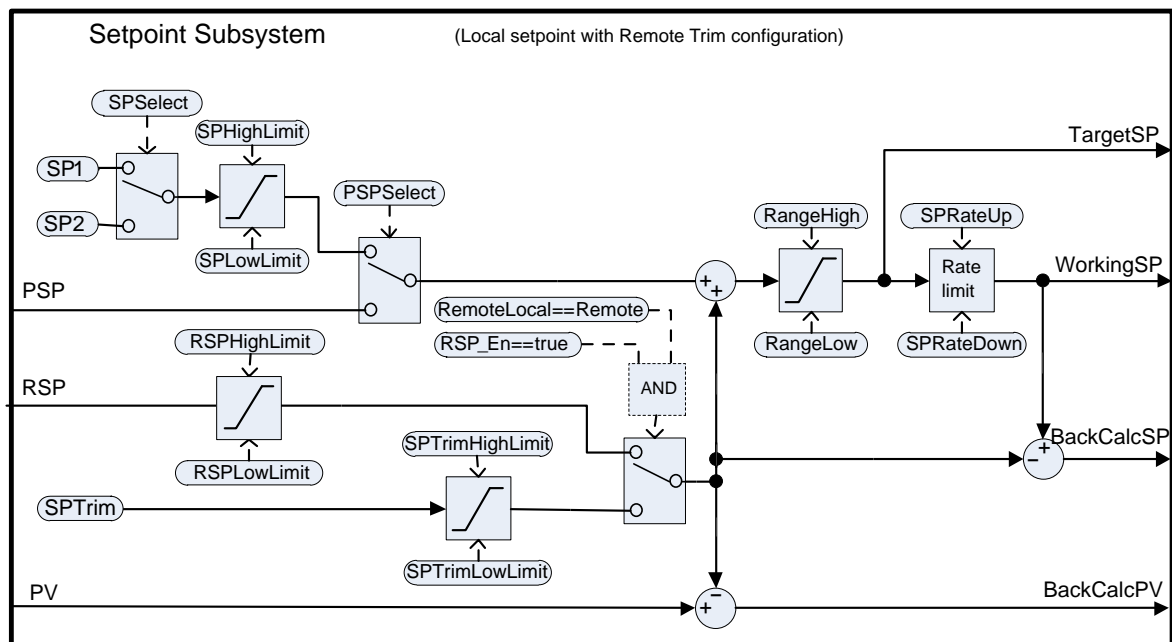 Setpoint Subsystem
(Local setpoint with Remote Trim configuration)
SPSelect
SPHighLimit
TargetSP
SP1
PSPSelect
RangeHigh
SPRateUp
SP2
SPLowLimit
Rate
limit
WorkingSP
PSP
+
+
RemoteLocal==Remote
RSP_En==true
RangeLow
SPRateDown
RSPHighLimit
RSP
AND
SPTrimHighLimit
BackCalcSP
+
−
RSPLowLimit
SPTrim
SPTrimLowLimit
PV
−
+
BackCalcPV